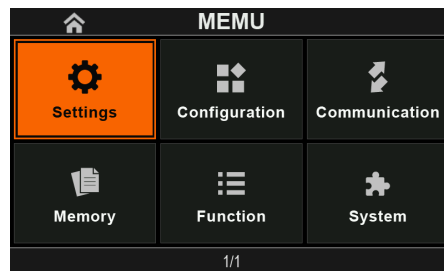 MEMU
Settings
Configuration
Communication
Memory
Function
System
1/1